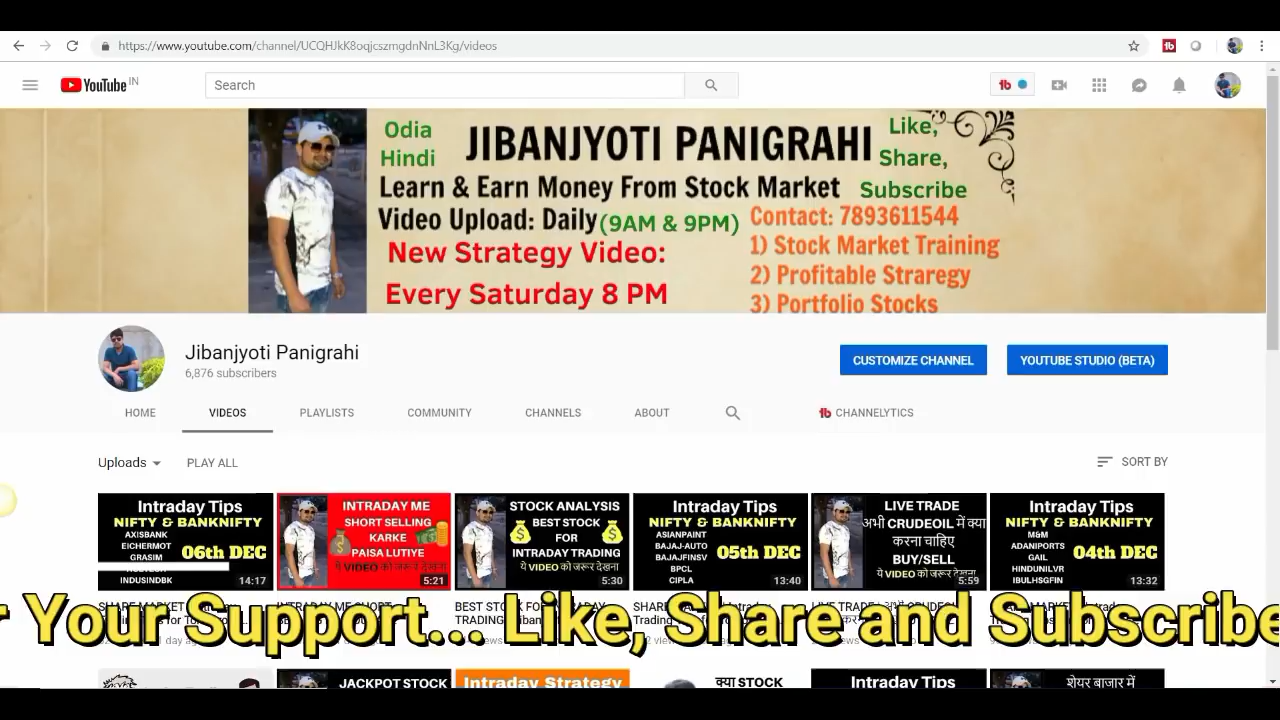 https://www.youtube.com/channel/UCQHJkK8oqjcszmgdnNnL3Kg/videos
YouTube IN
Search
Odia
Hindi
JIBANJYOTI PANIGRAHI
Like,
Share,
Subscribe
Learn & Earn Money From Stock Market
Video Upload: Daily (9AM & 9PM)
New Strategy Video:
Every Saturday 8 PM
Contact: 7893611544
1) Stock Market Training
2) Profitable Straregy
3) Portfolio Stocks
Jibanjyoti Panigrahi
6,876 subscribers
CUSTOMIZE CHANNEL
YOUTUBE STUDIO (BETA)
HOME VIDEOS PLAYLISTS COMMUNITY CHANNELS ABOUT CHANNELYTICS
Uploads PLAY ALL SORT BY
Intraday Tips
NIFTY & BANKNIFTY
AXISBANK
EICHERMOT
GRASIM
INDUSINDBK
06th DEC
14:17
INTRADAY ME
SHORT SELLING
KARKE
PAISA LUTIYE
ये VIDEO को जरूर देखना
5:21
STOCK ANALYSIS
BEST STOCK
FOR
INTRADAY TRADING
ये VIDEO को जरूर देखना
5:30
Intraday Tips
NIFTY & BANKNIFTY
ASIANPAINT
BAJAJ-AUTO
BAJAJFINSV
BPCL
CIPLA
05th DEC
13:40
LIVE TRADE
अभी CRUDEOIL में क्या
करना चाहिए
BUY/SELL
ये VIDEO को जरूर देखना
5:59
Intraday Tips
NIFTY & BANKNIFTY
M&M
ADANIPORTS
GAIL
HINDUNILVR
IBULHSGFIN
04th DEC
13:32
r Your Support... Like, Share and Subscribe
JACKPOT STOCK
Intraday Strategy
क्या STOCK
Intraday Tips
शेयर बाजार में